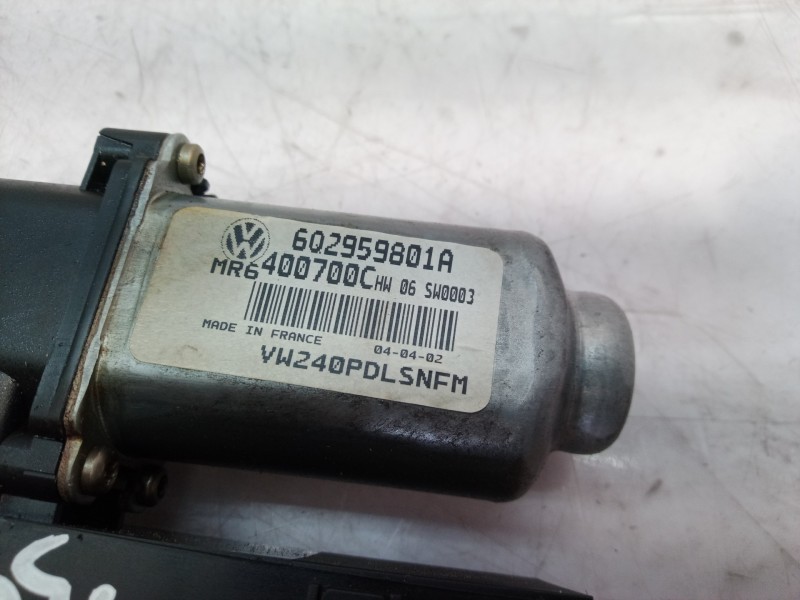 6Q2959801A
MR6400700C HW 06 SW0003
MADE IN FRANCE 04-04-02
VW240PDLSNFM